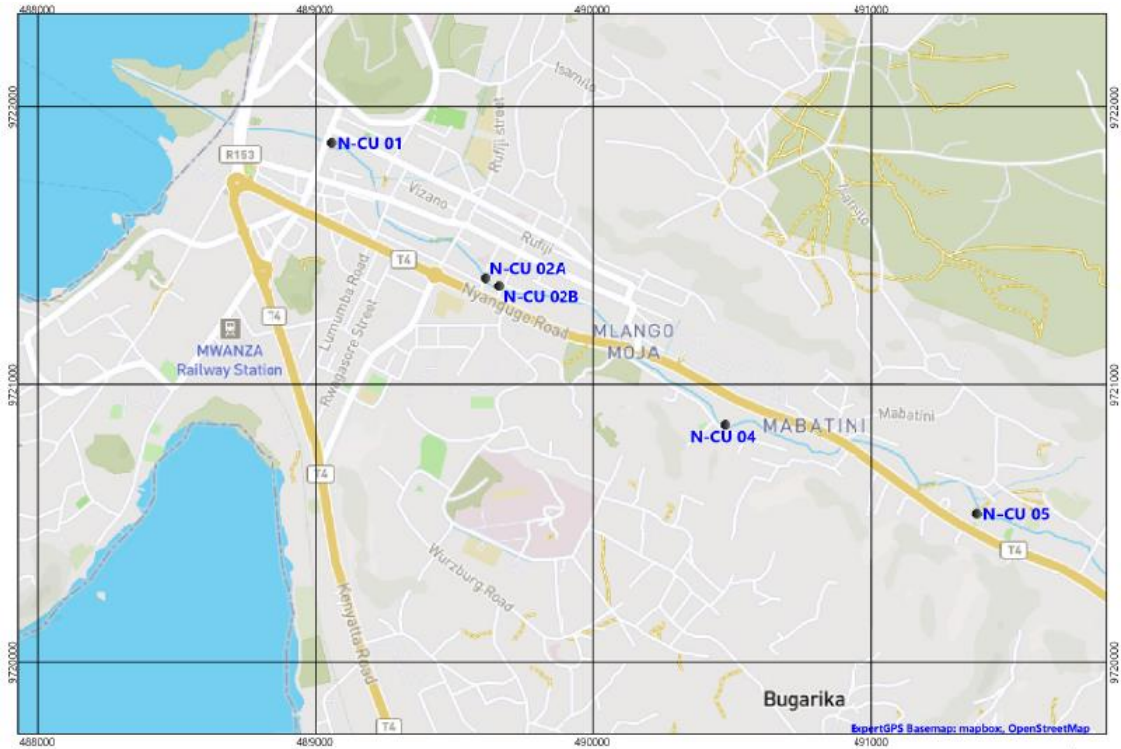 488000
489000
490000
491000
9722000
9722000
Isamilo
Rufiji street
N-CU 01
R153
Vizano
Isamilo
Rufiji
T4
N-CU 02A
N-CU 02B
Nyanguge Road
T4
Lumumba Road
Rwagasore Street
MLANGO
MOJA
MWANZA
Railway Station
9721000
9721000
Mabatini
MABATINI
N-CU 04
T4
N-CU 05
T4
Wurzburg Road
Kenyatta Road
9720000
9720000
Bugarika
T4
ExpertGPS Basemap: mapbox, OpenStreetMap
488000
489000
490000
491000